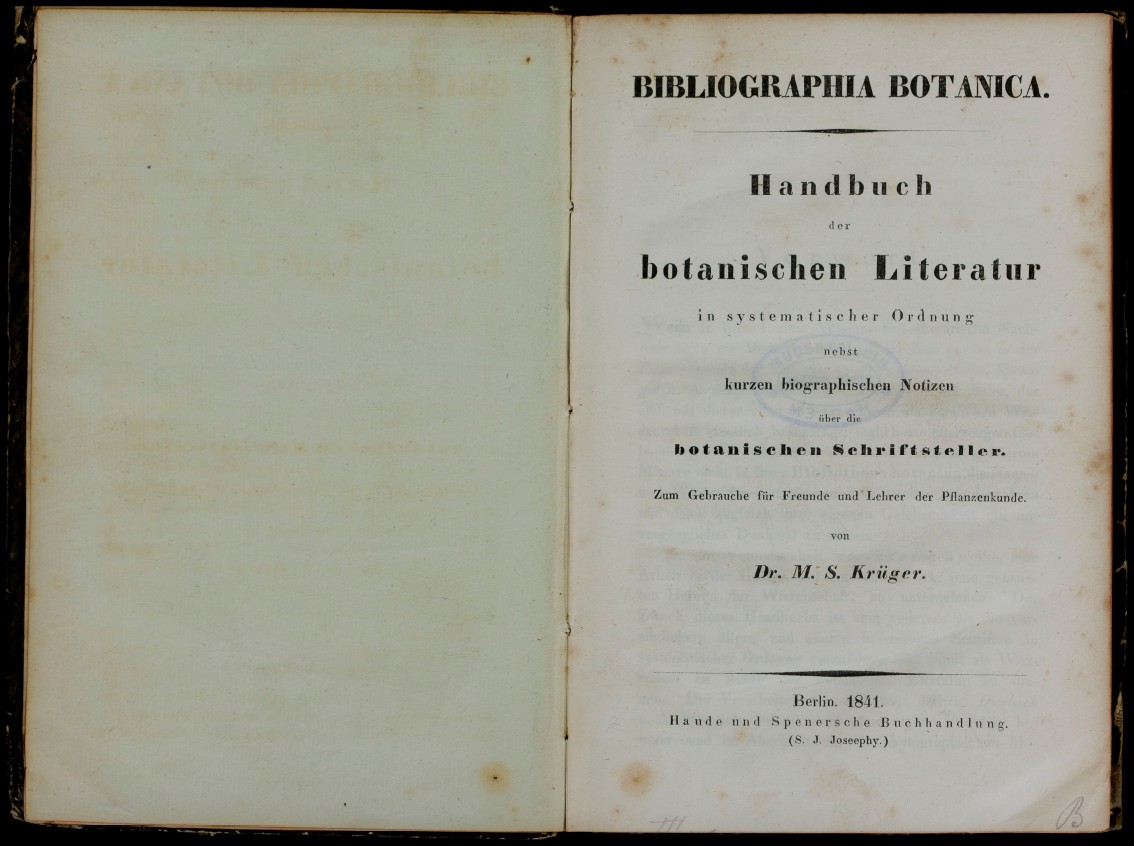 BIBLIOGRAPHIA BOTANICA.
Handbuch
der
botanischen Literatur
in systematischer Ordnung
nebst
kurzen biographischen Notizen
über die
botanischen Schriftsteller.
Zum Gebrauche für Freunde und Lehrer der Pflanzenkunde.
von
Dr. M. S. Krüger.
Berlin. 1841.
Haude und Spenersche Buchhandlung.
(S. J. Joseephy.)
B